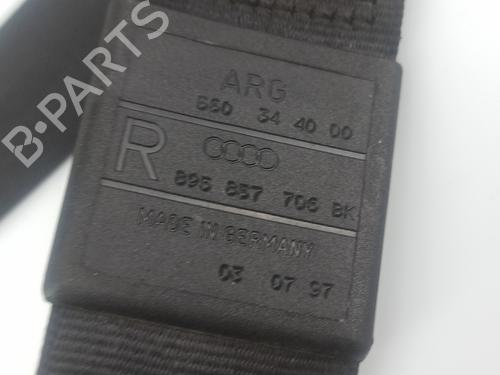 ARG
560 34 40 00
R
895 857 706 BK
MADE IN GERMANY
03 07 97
B-PARTS